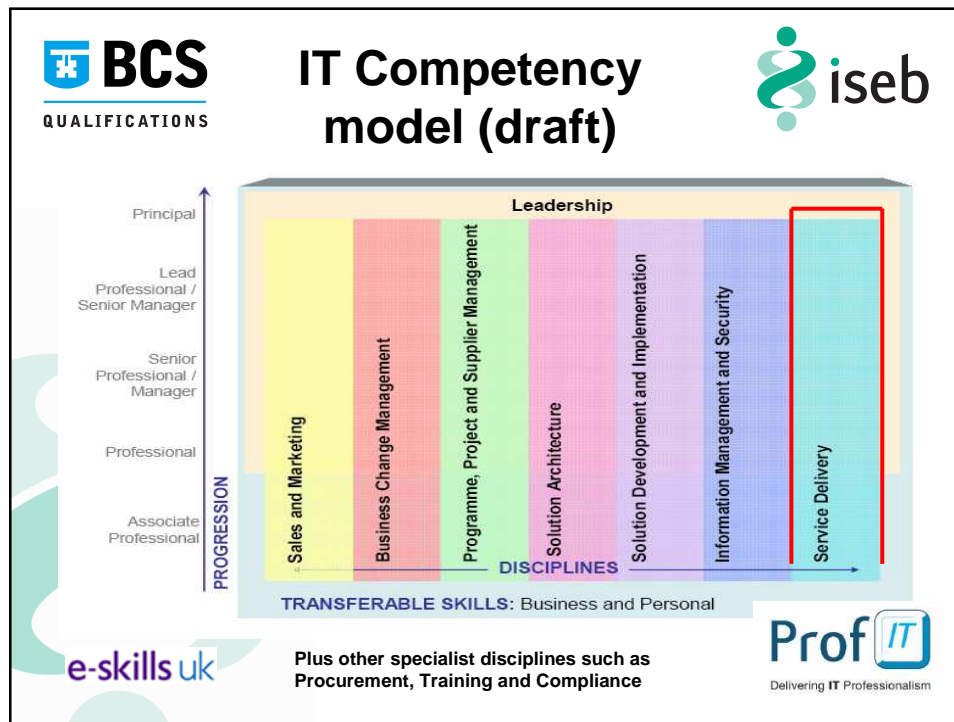 BCS
QUALIFICATIONS
IT Competency
model (draft)
iseb
Principal
Lead
Professional /
Senior Manager
Senior
Professional /
Manager
Professional
Associate
Professional
PROGRESSION
Leadership
Sales and Marketing
Business Change Management
Programme, Project and Supplier Management
Solution Architecture
Solution Development and Implementation
Information Management and Security
Service Delivery
DISCIPLINES
TRANSFERABLE SKILLS: Business and Personal
e-skills uk
Plus other specialist disciplines such as
Procurement, Training and Compliance
Prof IT
Delivering IT Professionalism